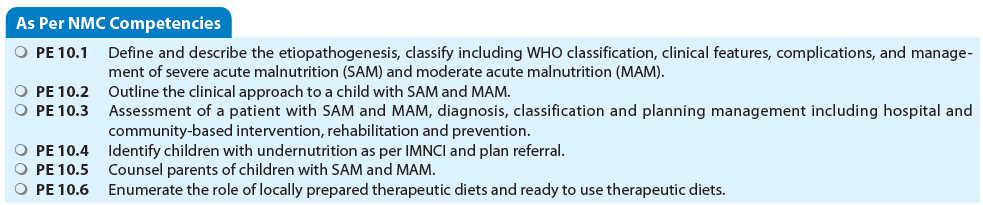 As Per NMC Competencies
PE 10.1 Define and describe the etiopathogenesis, classify including WHO classification, clinical features, complications, and manage-
ment of severe acute malnutrition (SAM) and moderate acute malnutrition (MAM).
PE 10.2 Outline the clinical approach to a child with SAM and MAM.
PE 10.3 Assessment of a patient with SAM and MAM, diagnosis, classification and planning management including hospital and
community-based intervention, rehabilitation and prevention.
PE 10.4 Identify children with undernutrition as per IMNCI and plan referral.
PE 10.5 Counsel parents of children with SAM and MAM.
PE 10.6 Enumerate the role of locally prepared therapeutic diets and ready to use therapeutic diets.